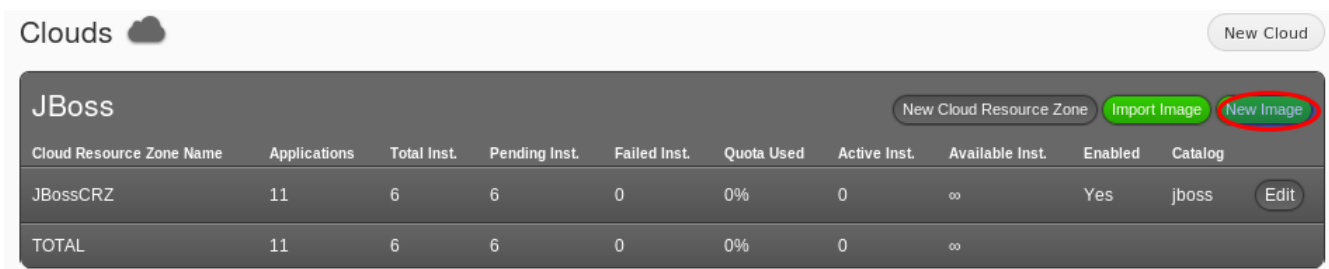 Clouds New Cloud
JBoss New Cloud Resource Zone Import Image New Image
Cloud Resource Zone Name Applications Total Inst. Pending Inst. Failed Inst. Quota Used Active Inst. Available Inst. Enabled Catalog
JBossCRZ 11 6 6 0 0% 0 ∞ Yes jboss Edit
TOTAL 11 6 6 0 0% 0 ∞